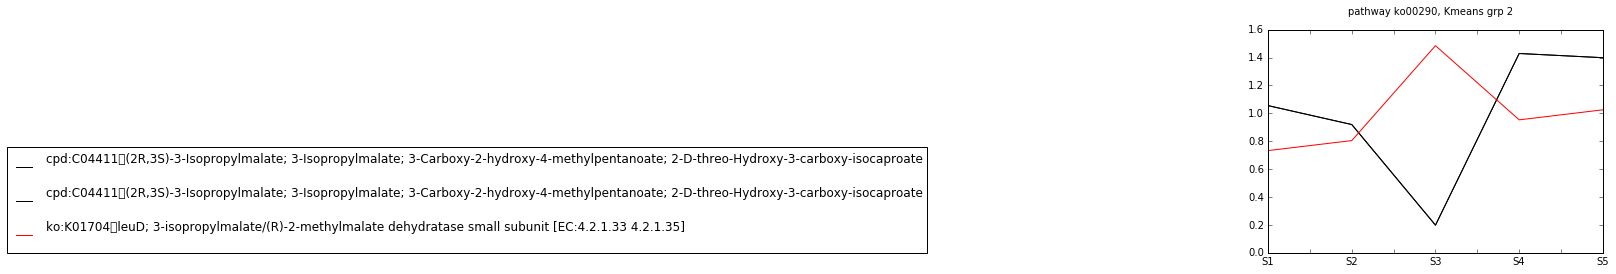 pathway ko00290, Kmeans grp 2
1.6
1.4
1.2
1.0
0.8
0.6
0.4
0.2
0.0
S1 S2 S3 S4 S5
cpd:C04411▯(2R,3S)-3-Isopropylmalate; 3-Isopropylmalate; 3-Carboxy-2-hydroxy-4-methylpentanoate; 2-D-threo-Hydroxy-3-carboxy-isocaproate
cpd:C04411▯(2R,3S)-3-Isopropylmalate; 3-Isopropylmalate; 3-Carboxy-2-hydroxy-4-methylpentanoate; 2-D-threo-Hydroxy-3-carboxy-isocaproate
ko:K01704▯leuD; 3-isopropylmalate/(R)-2-methylmalate dehydratase small subunit [EC:4.2.1.33 4.2.1.35]